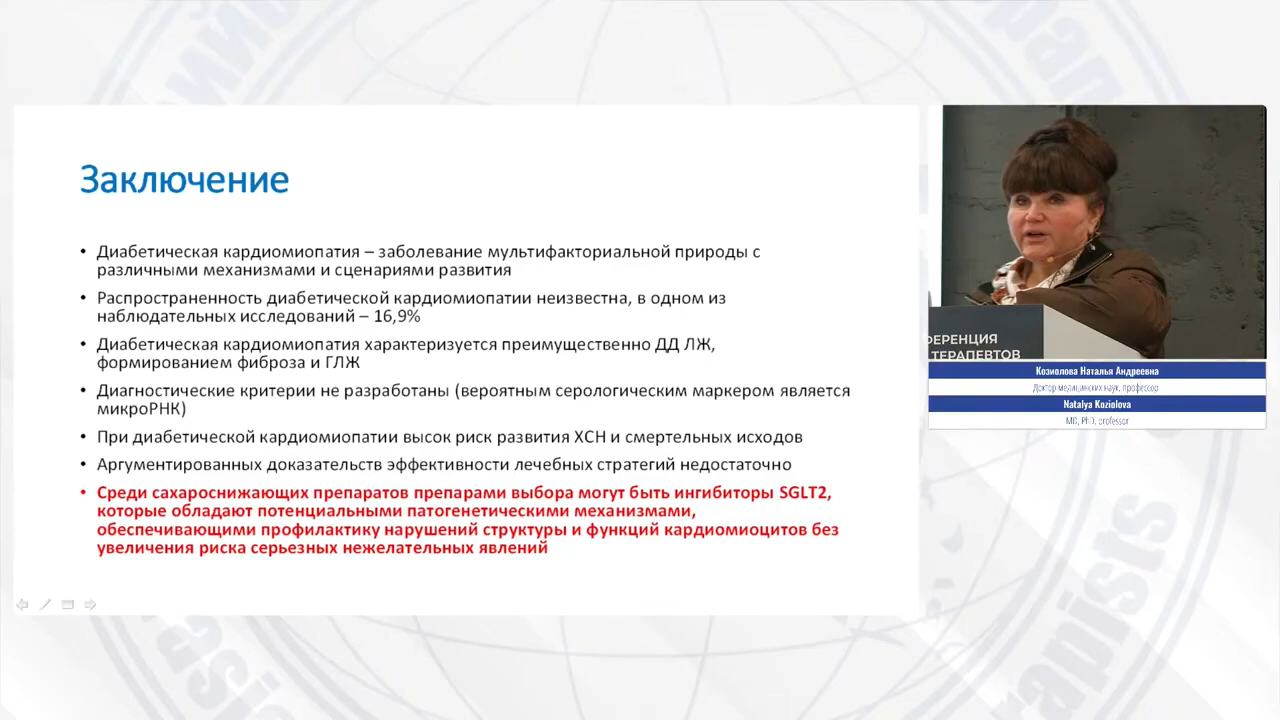 Заключение
• Диабетическая кардиомиопатия – заболевание мультифакториальной природы с
различными механизмами и сценариями развития
• Распространенность диабетической кардиомиопатии неизвестна, в одном из
наблюдательных исследований – 16,9%
• Диабетическая кардиомиопатия характеризуется преимущественно ДД ЛЖ,
формированием фиброза и ГЛЖ
• Диагностические критерии не разработаны (вероятным серологическим маркером является
микроРНК)
• При диабетической кардиомиопатии высок риск развития ХСН и смертельных исходов
• Аргументированных доказательств эффективности лечебных стратегий недостаточно
• Среди сахароснижающих препаратов препарами выбора могут быть ингибиторы SGLT2,
которые обладают потенциальными патогенетическими механизмами,
обеспечивающими профилактику нарушений структуры и функций кардиомиоцитов без
увеличения риска серьезных нежелательных явлений
ФЕРЕНЦИЯ
ТЕРАПЕВТОВ
Козиолова Наталья Андреевна
Доктор медицинских наук, профессор
Natalya Koziolova
MD, PhD, professor